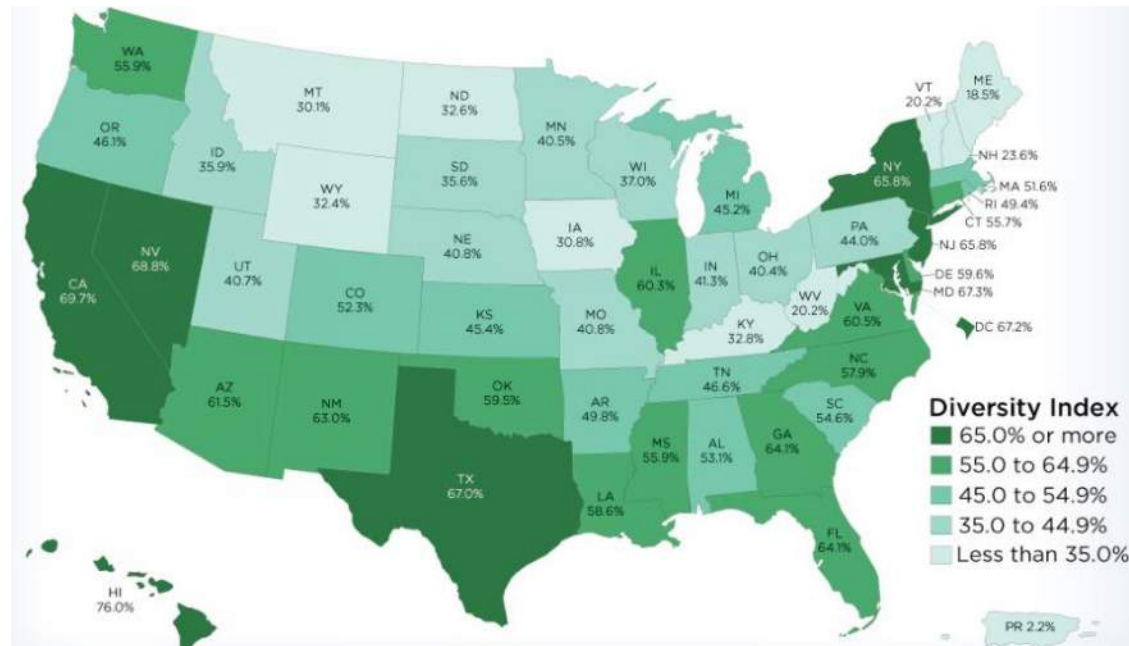 WA
55.9%
OR
46.1%
CA
69.7%
NV
68.8%
ID
35.9%
MT
30.1%
WY
32.4%
UT
40.7%
AZ
61.5%
NM
63.0%
CO
52.3%
ND
32.6%
SD
35.6%
NE
40.8%
KS
45.4%
OK
59.5%
TX
67.0%
MN
40.5%
IA
30.8%
MO
40.8%
AR
49.8%
LA
58.6%
WI
37.0%
IL
60.3%
MI
45.2%
IN
41.3%
OH
40.4%
KY
32.8%
TN
46.6%
MS
55.9%
AL
53.1%
GA
64.1%
FL
64.1%
SC
54.6%
NC
57.9%
VA
60.5%
WV
20.2%
PA
44.0%
NY
65.8%
VT
20.2%
ME
18.5%
NH 23.6%
MA 51.6%
RI 49.4%
CT 55.7%
NJ 65.8%
DE 59.6%
MD 67.3%
DC 67.2%
HI
76.0%
PR 2.2%
Diversity Index
65.0% or more
55.0 to 64.9%
45.0 to 54.9%
35.0 to 44.9%
Less than 35.0%